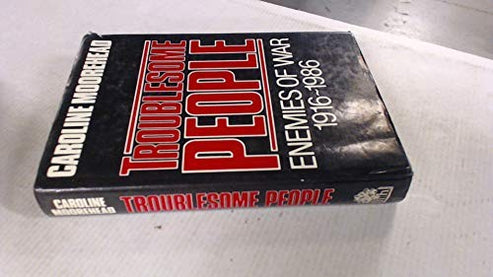 CAROLINE MOOREHEAD
TROUBLESOME
PEOPLE
ENEMIES OF WAR
1916-1986
CAROLINE
MOOREHEAD
TROUBLESOME PEOPLE